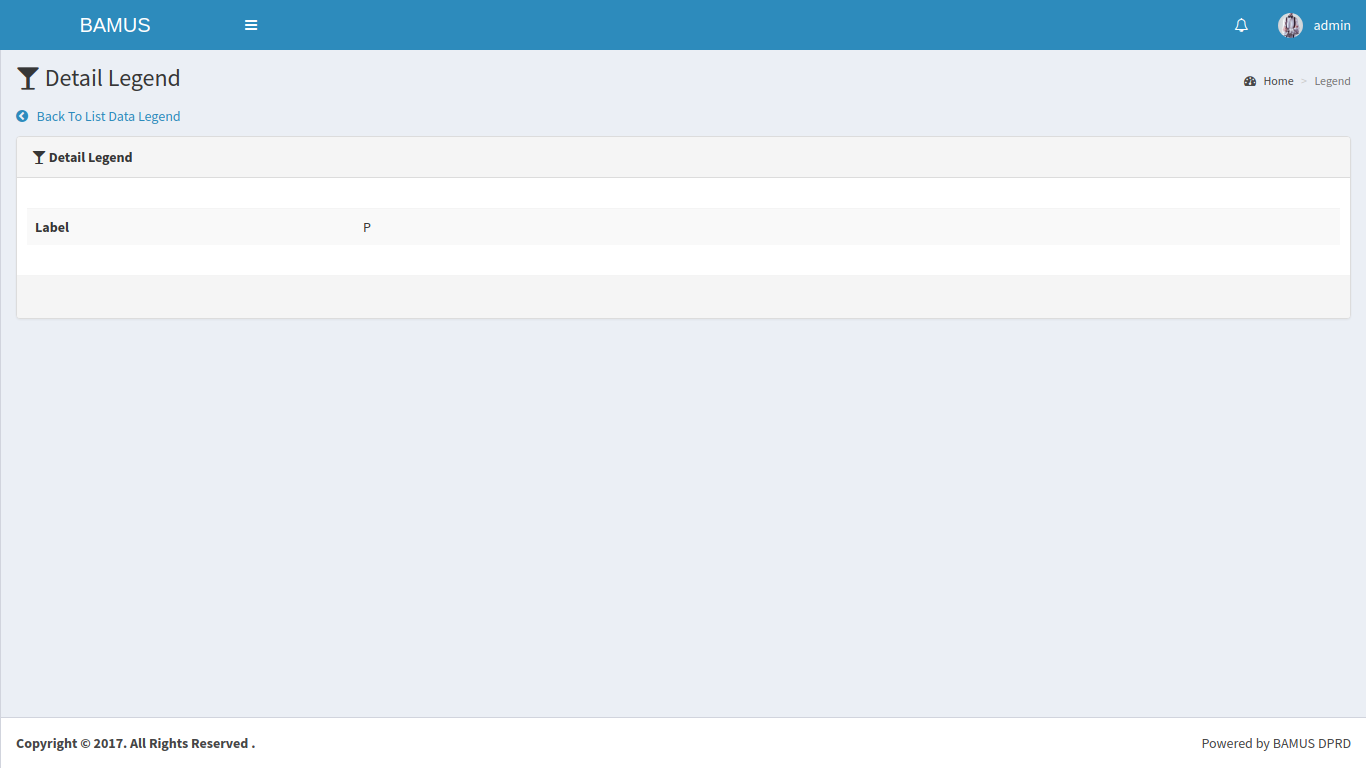 BAMUS
admin
Detail Legend
Home > Legend
Back To List Data Legend
Detail Legend
Label P
Copyright © 2017. All Rights Reserved .
Powered by BAMUS DPRD